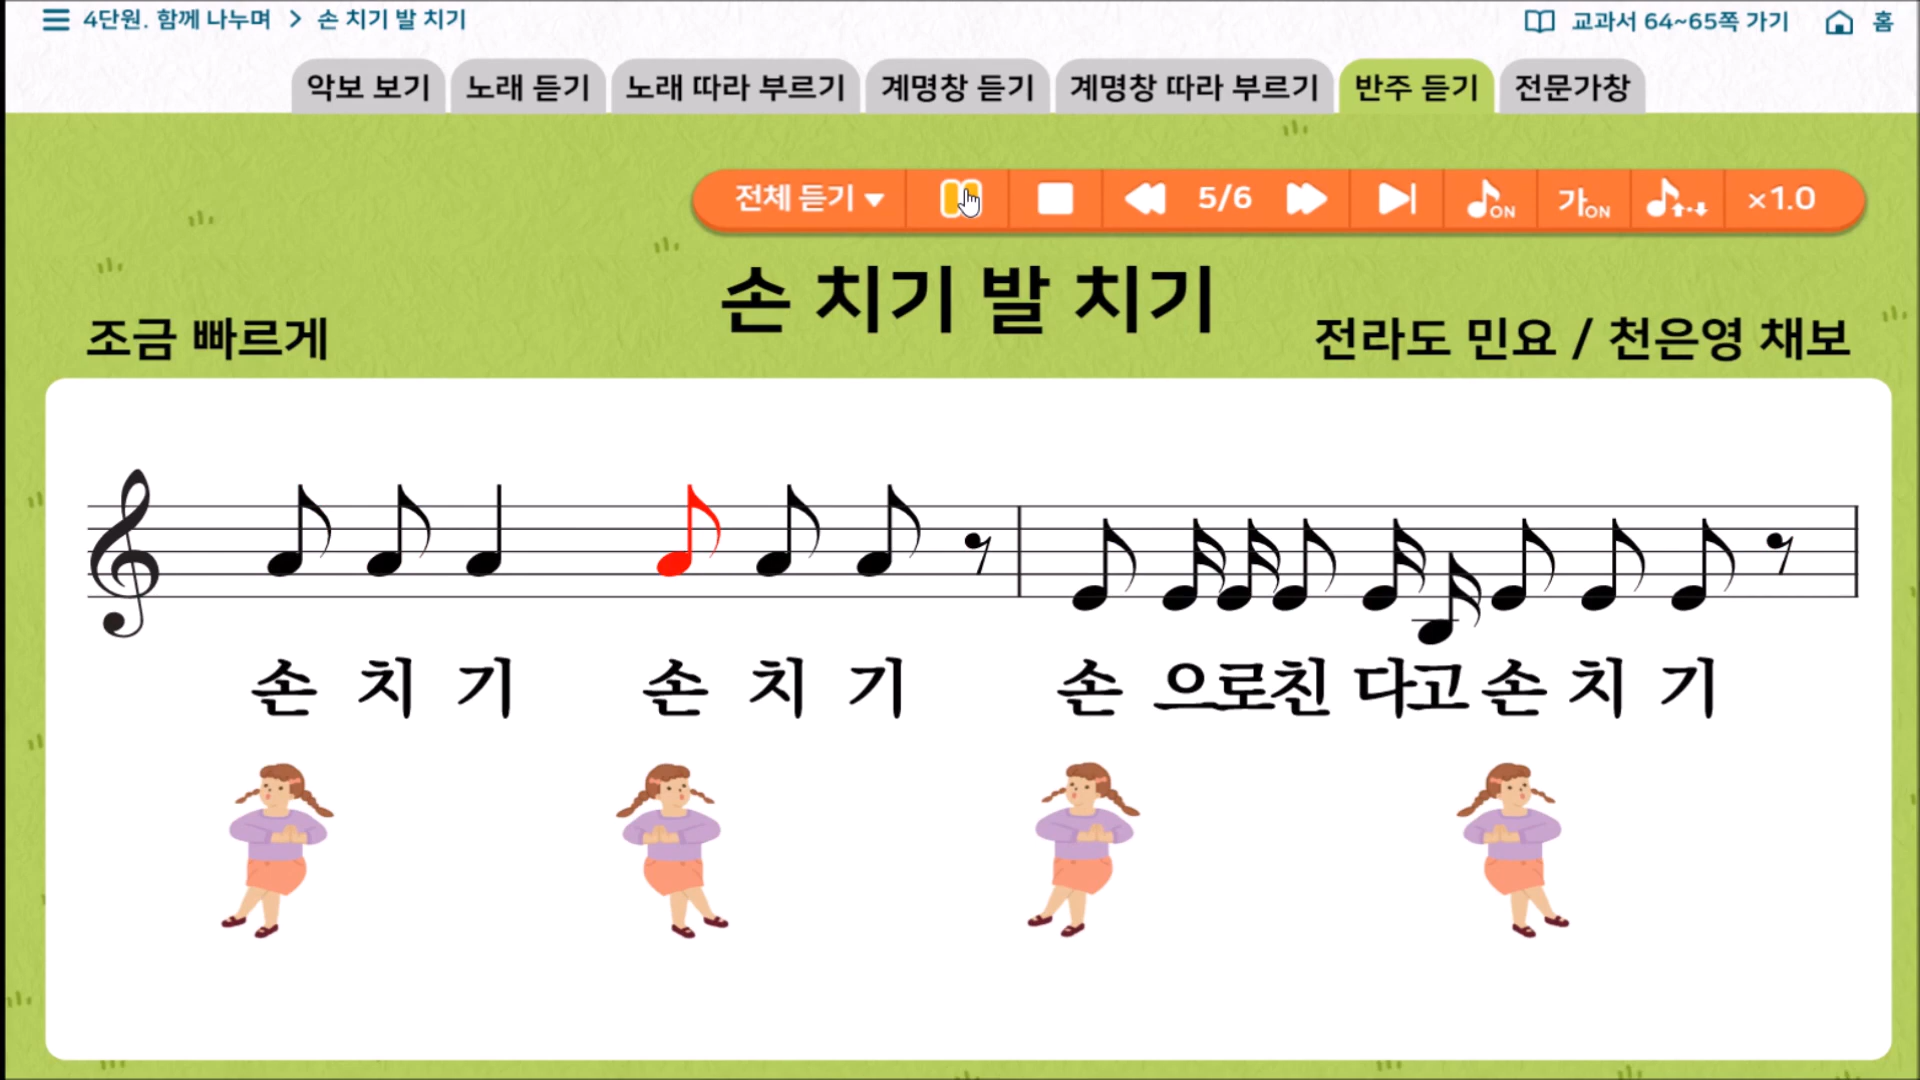 4단원. 함께 나누며 > 손 치기 발 치기
교과서 64~65쪽 가기 홈
악보 보기 노래 듣기 노래 따라 부르기 계명창 듣기 계명창 따라 부르기 반주 듣기 전문가창
전체 듣기 5/6 ON 가ON ×1.0
손 치기 발 치기
조금 빠르게
전라도 민요 / 천은영 채보
손 치 기 손 치 기 손 으로친 다고 손 치 기